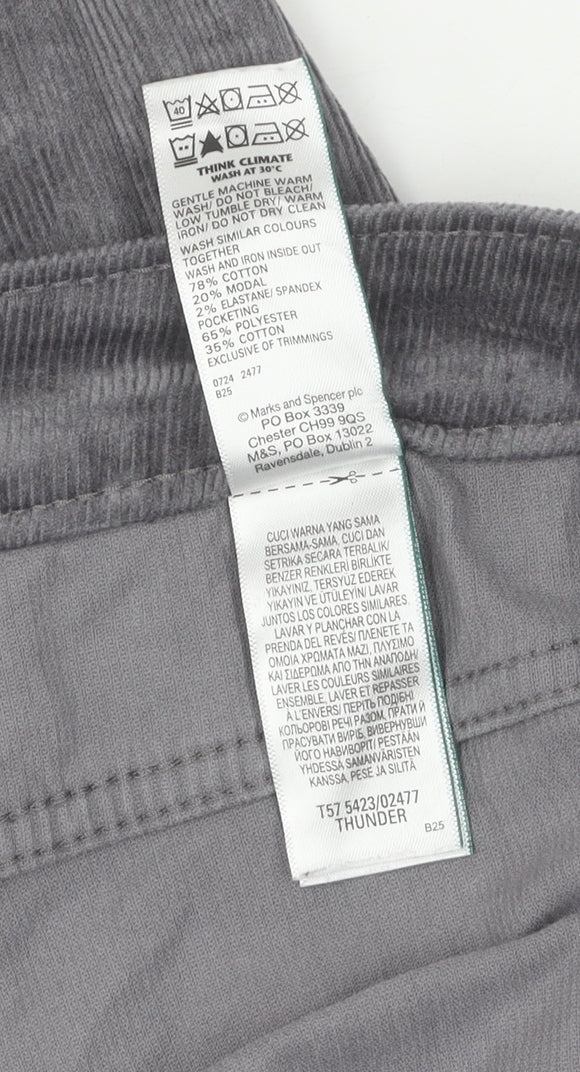 40
THINK CLIMATE
WASH AT 30°C
GENTLE MACHINE WARM
WASH/ DO NOT BLEACH/
LOW TUMBLE DRY/ WARM
IRON/ DO NOT DRY CLEAN
WASH SIMILAR COLOURS
TOGETHER
WASH AND IRON INSIDE OUT
78% COTTON
20% MODAL
2% ELASTANE/ SPANDEX
POCKETING
65% POLYESTER
35% COTTON
EXCLUSIVE OF TRIMMINGS
0724 2477
B25
© Marks and Spencer plc
PO Box 3339
Chester CH99 9QS
M&S, PO Box 13022
Ravensdale, Dublin 2
CUCI WARNA YANG SAMA
BERSAMA-SAMA, CUCI DAN
SETRIKA SECARA TERBALIK/
BENZER RENKLERİ BİRLİKTE
YIKAYINIZ, TERSYUZ EDEREK
YIKAYIN VE UTÜLEYİN/ LAVAR
JUNTOS LOS COLORES SIMILARES.
LAVAR Y PLANCHAR CON LA
PRENDA DEL REVÉS/ ΠΛΕΝΕΤΕ ΤΑ
ΟΜΟΙΑ ΧΡΩΜΑΤΑ ΜΑΖΙ, ΠΛΥΣΙΜΟ
ΚΑΙ ΣΙΔΕΡΩΜΑ ΑΠΟ ΤΗΝ ΑΝΑΠΟΔΗ/
LAVER LES COULEURS SIMILAIRES
ENSEMBLE. LAVER ET REPASSER
À L'ENVERS/ ПЕРІТЬ ПОДІБНІ
КОЛЬОРОВІ РЕЧІ РАЗОМ, ПРАТИ Й
ПРАСУВАТИ ВИРІБ, ВИВЕРНУВШИ
ЙОГО НАВИВОРІТ/ PESTÄÄN
YHDESSÄ SAMANVÄRISTEN
KANSSA, PESE JA SILITÄ
T57 5423/02477
THUNDER
B25